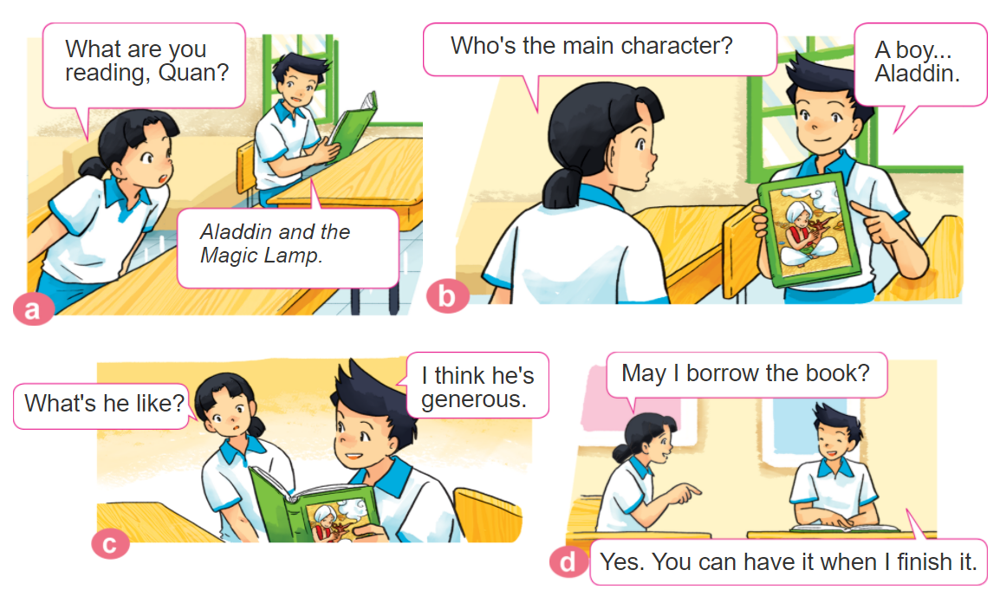 What are you
reading, Quan?
Aladdin and the
Magic Lamp.
a
Who's the main character?
A boy...
Aladdin.
b
What's he like?
I think he's
generous.
c
May I borrow the book?
Yes. You can have it when I finish it.
d